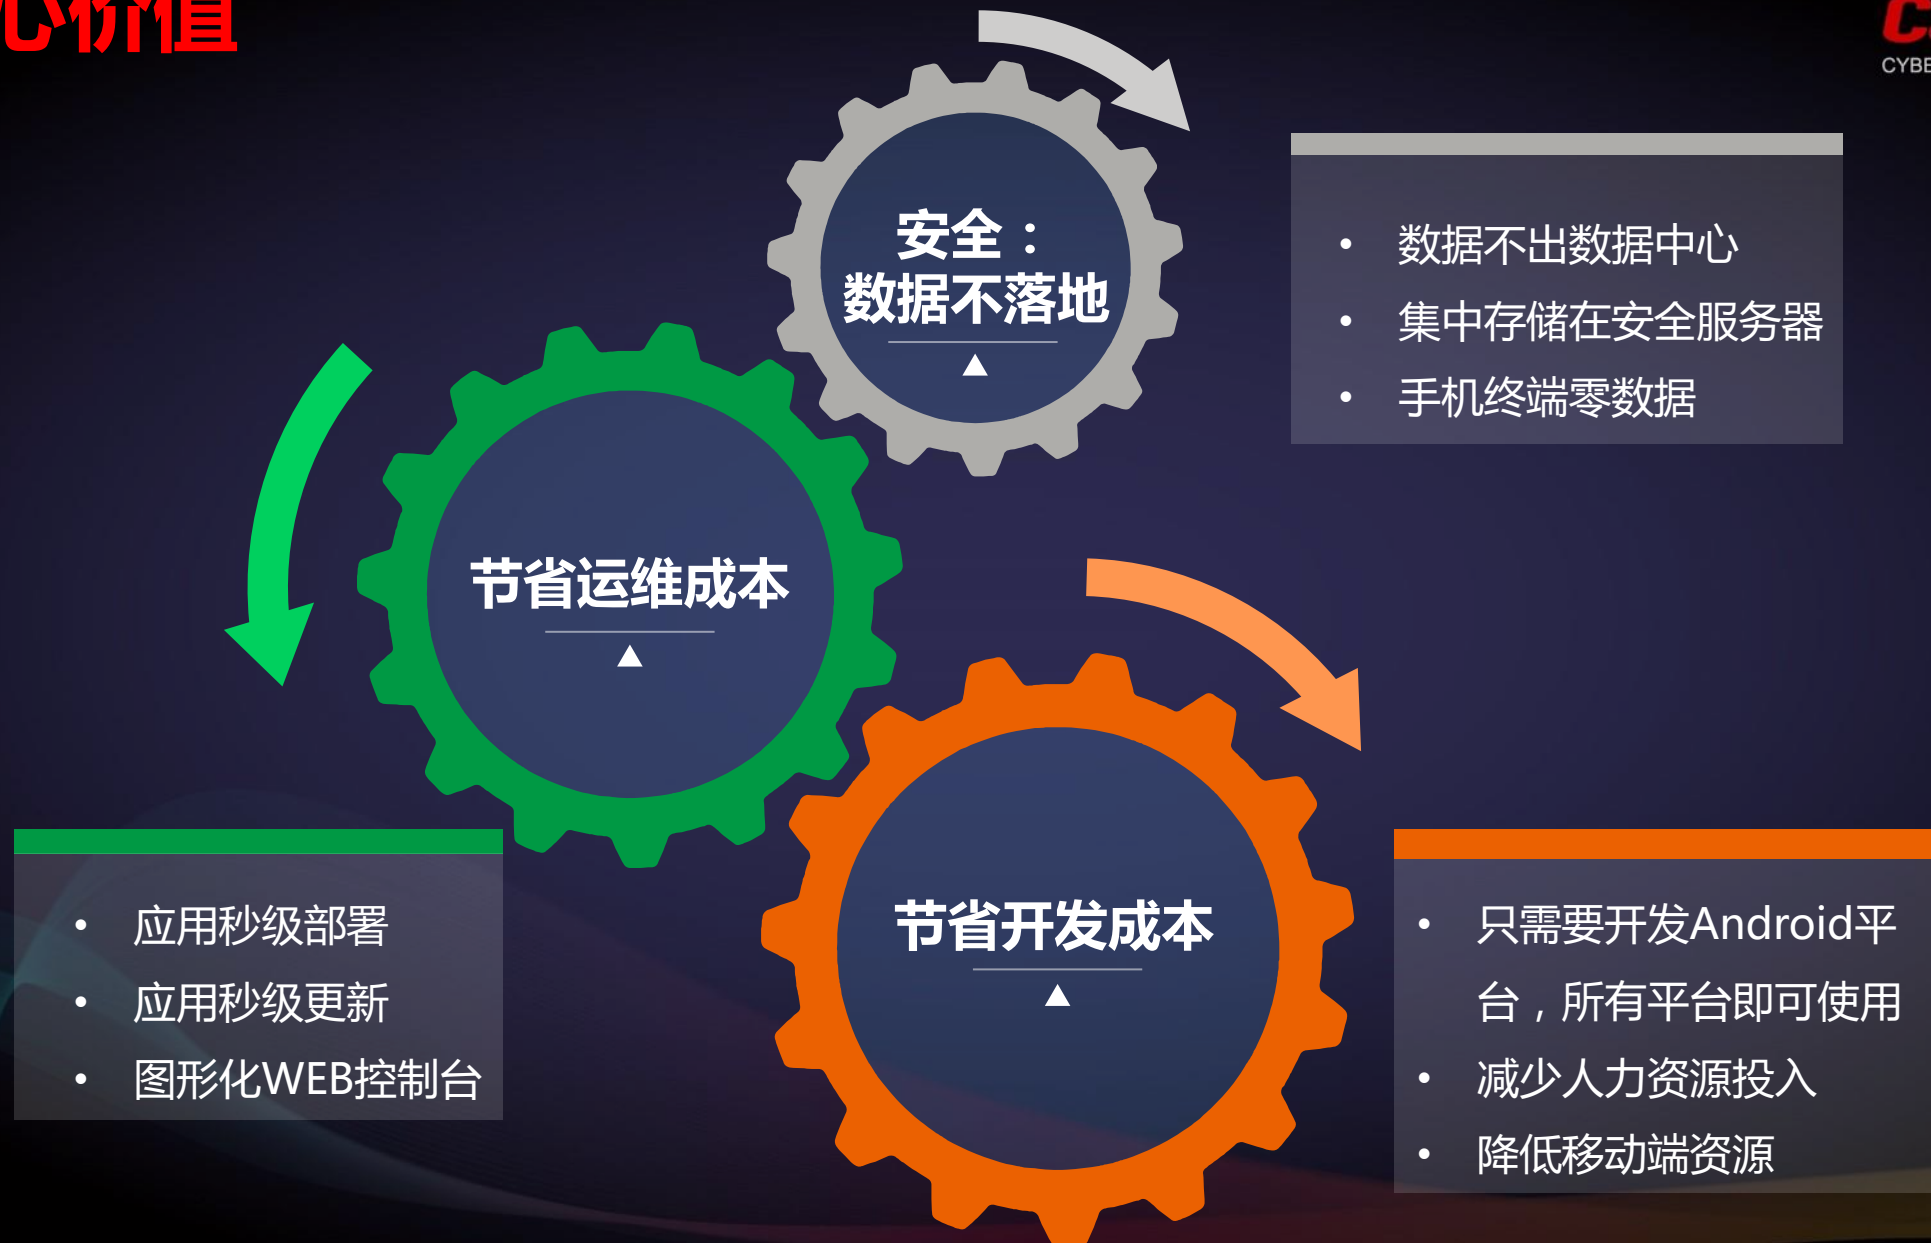 心价值
CYBE
安全：
数据不落地
• 数据不出数据中心
• 集中存储在安全服务器
• 手机终端零数据
节省运维成本
• 应用秒级部署
• 应用秒级更新
• 图形化WEB控制台
节省开发成本
• 只需要开发Android平
台，所有平台即可使用
• 减少人力资源投入
• 降低移动端资源